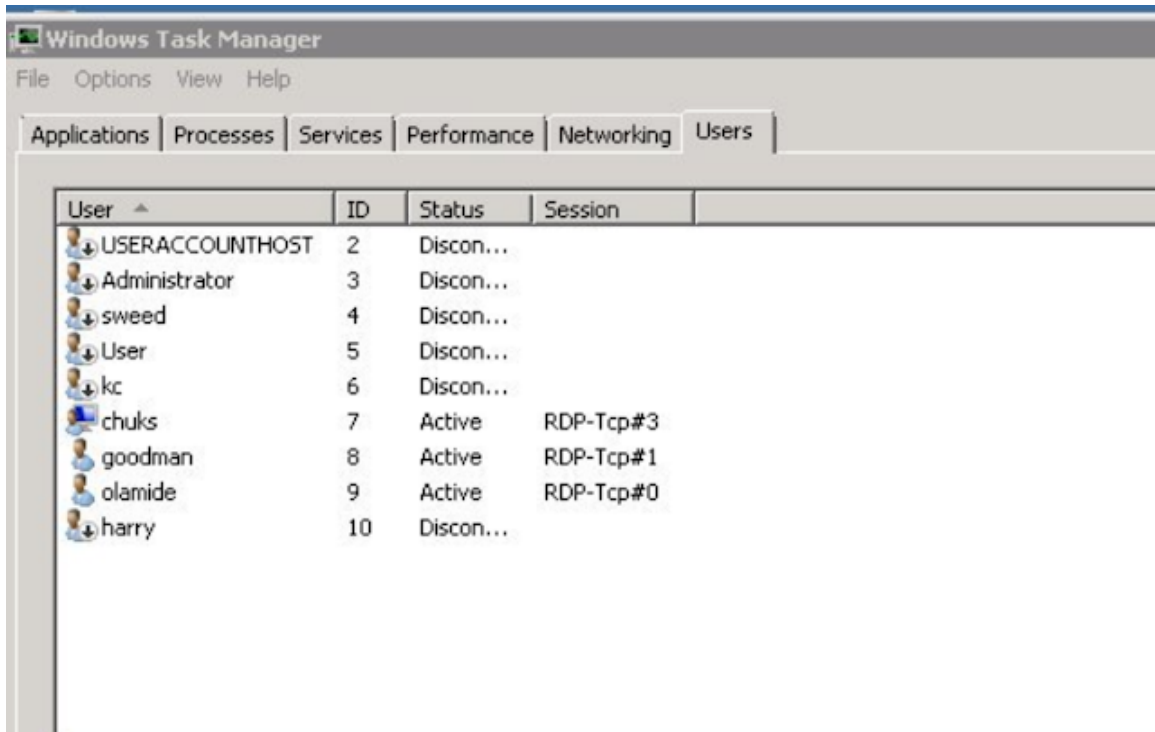 Windows Task Manager
File Options View Help
Applications Processes Services Performance Networking Users
User ID Status Session
USERACCOUNTHOST 2 Discon...
Administrator 3 Discon...
sweed 4 Discon...
User 5 Discon...
kc 6 Discon...
chuks 7 Active RDP-Tcp#3
goodman 8 Active RDP-Tcp#1
olamide 9 Active RDP-Tcp#0
harry 10 Discon...